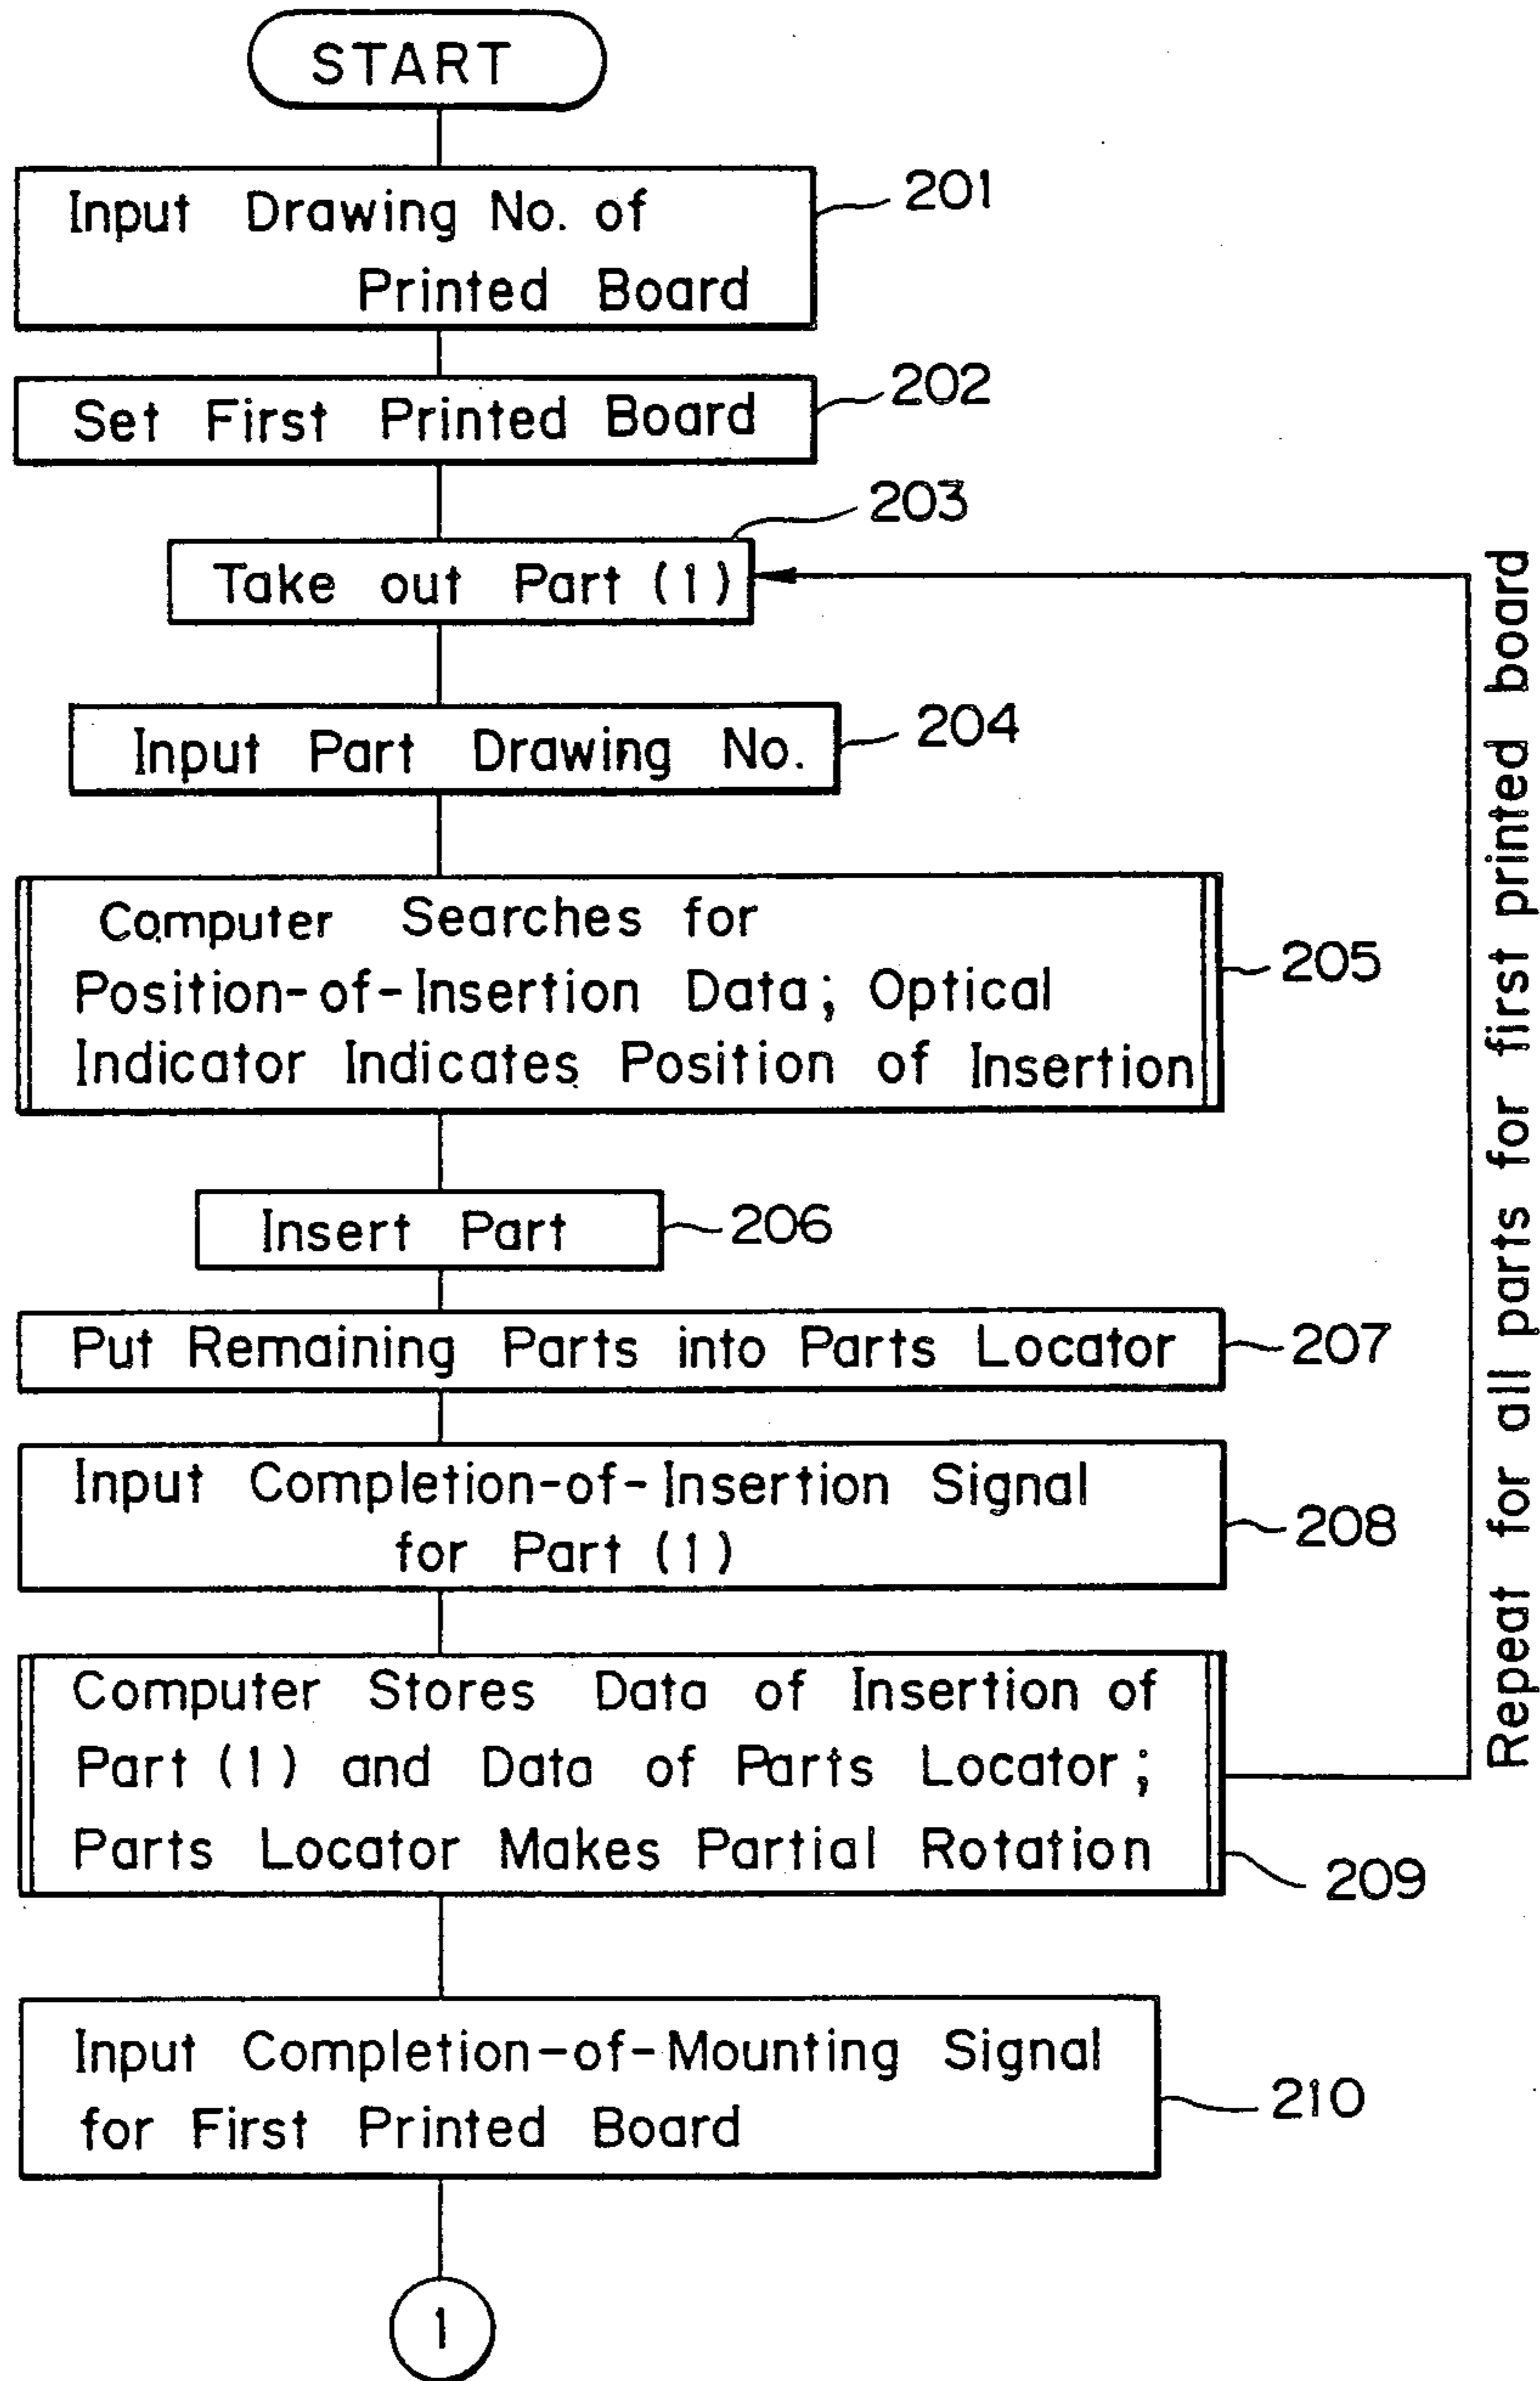 START
Input Drawing No. of
Printed Board
201
Set First Printed Board
202
203
Take out Part (1)
Input Part Drawing No.
204
Computer Searches for
Position-of-Insertion Data; Optical
Indicator Indicates Position of Insertion
205
Insert Part
206
Put Remaining Parts into Parts Locator
207
Input Completion-of-Insertion Signal
for Part (1)
208
Computer Stores Data of Insertion of
Part (1) and Data of Parts Locator;
Parts Locator Makes Partial Rotation
209
Repeat for all parts for first printed board
Input Completion-of-Mounting Signal
for First Printed Board
210
1